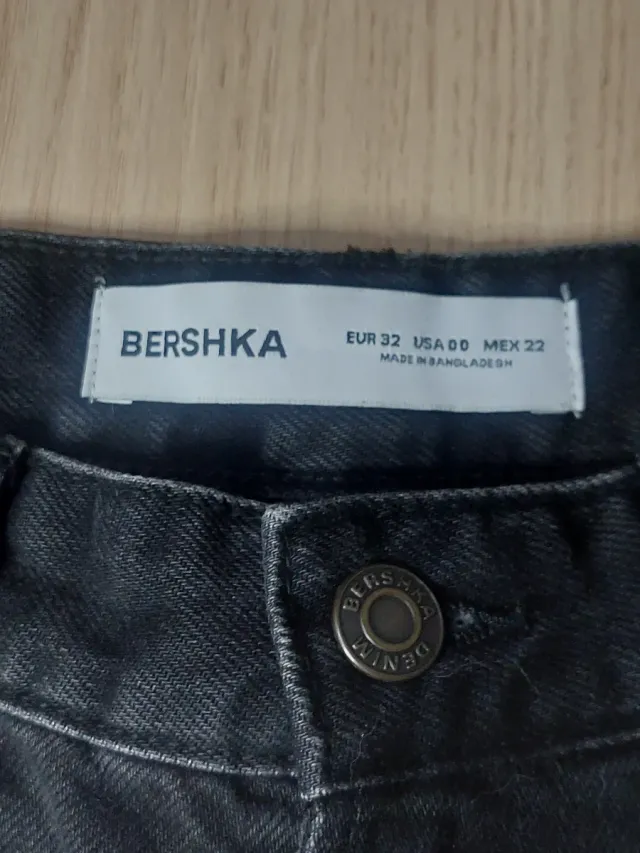 BERSHKA
EUR 32 USA 00 MEX 22
MADE IN BANGLADESH
BERSHKA
DENIM